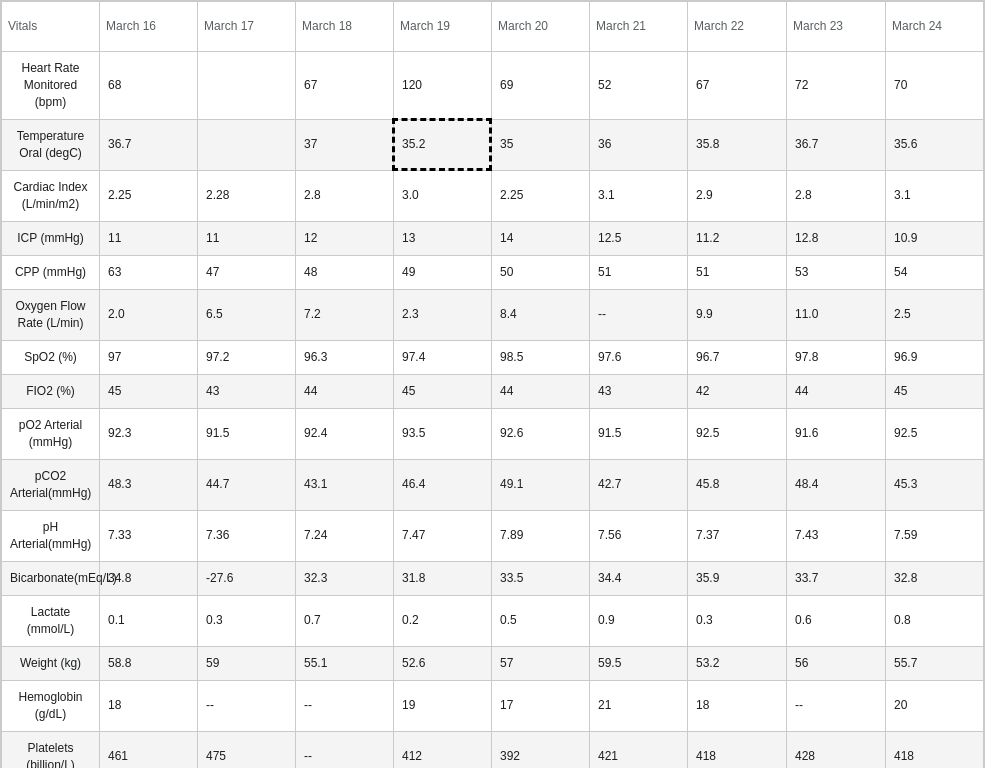 Vitals March 16 March 17 March 18 March 19 March 20 March 21 March 22 March 23 March 24
Heart Rate
Monitored
(bpm)
68 67 120 69 52 67 72 70
Temperature
Oral (degC)
36.7 37 35.2 35 36 35.8 36.7 35.6
Cardiac Index
(L/min/m2)
2.25 2.28 2.8 3.0 2.25 3.1 2.9 2.8 3.1
ICP (mmHg) 11 11 12 13 14 12.5 11.2 12.8 10.9
CPP (mmHg) 63 47 48 49 50 51 51 53 54
Oxygen Flow
Rate (L/min)
2.0 6.5 7.2 2.3 8.4 -- 9.9 11.0 2.5
SpO2 (%) 97 97.2 96.3 97.4 98.5 97.6 96.7 97.8 96.9
FIO2 (%) 45 43 44 45 44 43 42 44 45
pO2 Arterial
(mmHg)
92.3 91.5 92.4 93.5 92.6 91.5 92.5 91.6 92.5
pCO2
Arterial(mmHg)
48.3 44.7 43.1 46.4 49.1 42.7 45.8 48.4 45.3
pH
Arterial(mmHg)
7.33 7.36 7.24 7.47 7.89 7.56 7.37 7.43 7.59
Bicarbonate(mEq/L) 34.8 -27.6 32.3 31.8 33.5 34.4 35.9 33.7 32.8
Lactate
(mmol/L)
0.1 0.3 0.7 0.2 0.5 0.9 0.3 0.6 0.8
Weight (kg) 58.8 59 55.1 52.6 57 59.5 53.2 56 55.7
Hemoglobin
(g/dL)
18 -- -- 19 17 21 18 -- 20
Platelets
(billion/L)
461 475 -- 412 392 421 418 428 418